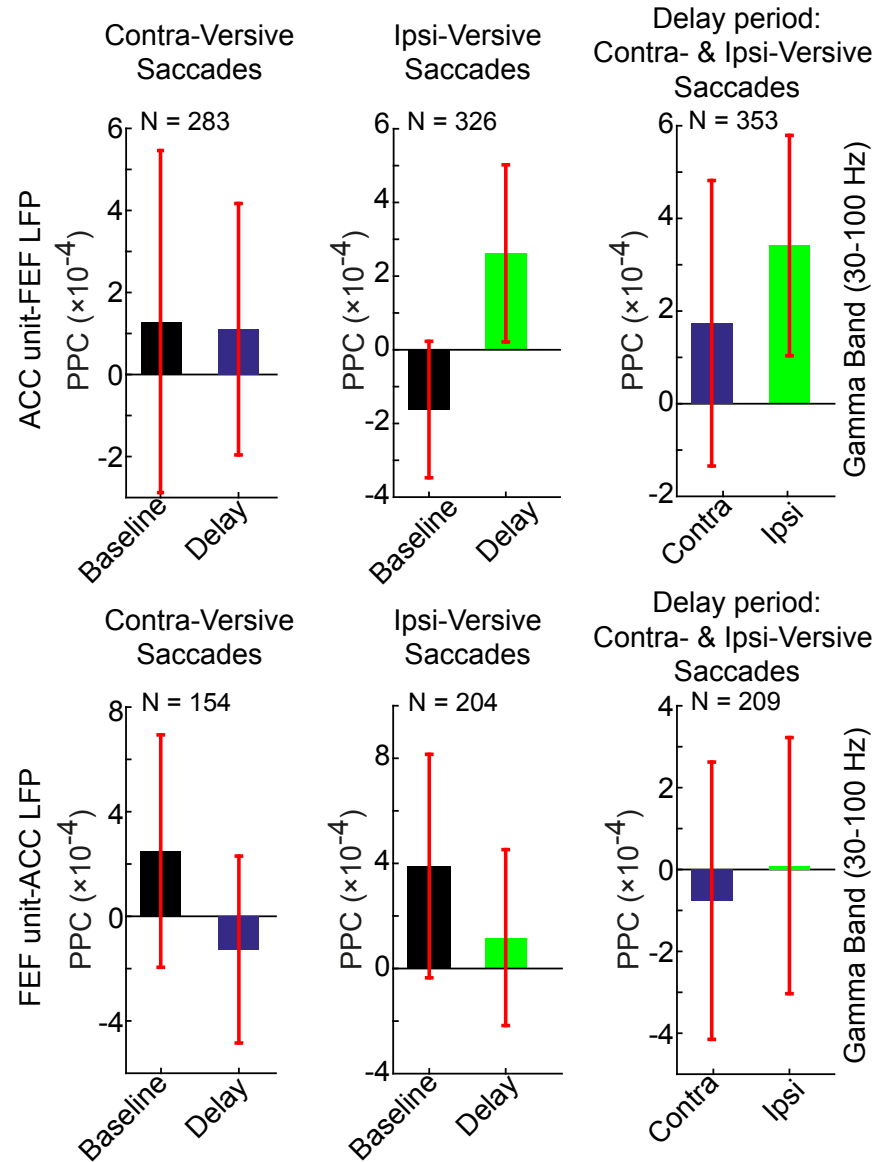 Contra-Versive
Saccades
Ipsi-Versive
Saccades
Delay period:
Contra- & Ipsi-Versive
Saccades
ACC unit-FEF LFP
PPC (×10-4)
N = 283
6
4
2
0
-2
Baseline
Delay
PPC (×10-4)
N = 326
6
4
2
0
-2
-4
Baseline
Delay
PPC (×10-4)
N = 353
6
4
2
0
-2
Contra
Ipsi
Gamma Band (30-100 Hz)
Contra-Versive
Saccades
Ipsi-Versive
Saccades
Delay period:
Contra- & Ipsi-Versive
Saccades
FEF unit-ACC LFP
PPC (×10-4)
N = 154
8
4
0
-4
Baseline
Delay
PPC (×10-4)
N = 204
8
4
0
-4
Baseline
Delay
PPC (×10-4)
N = 209
4
2
0
-2
-4
Contra
Ipsi
Gamma Band (30-100 Hz)